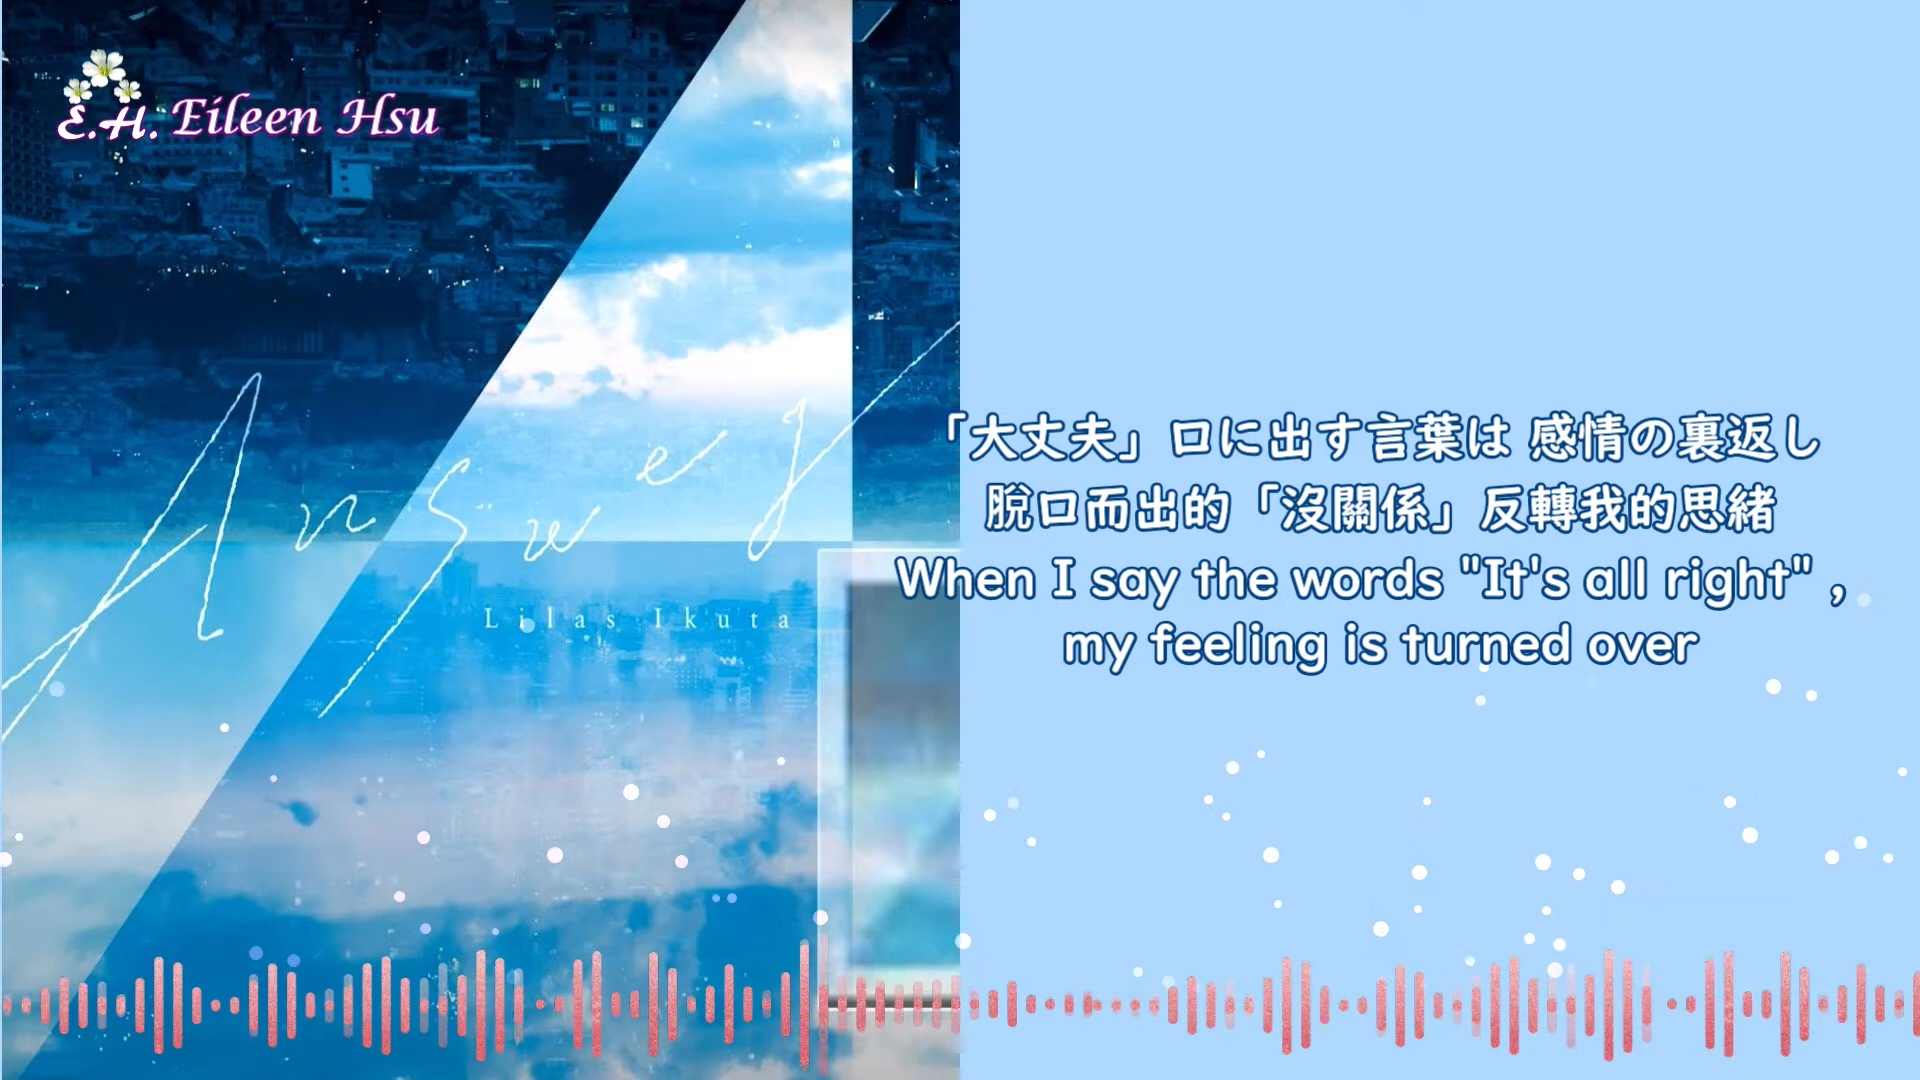 E.H. Eileen Hsu
Answer
Lilas Ikuta
「大丈夫」口に出す言葉は 感情の裏返し
脫口而出的「沒關係」反轉我的思緒
When I say the words "It's all right" ,
my feeling is turned over